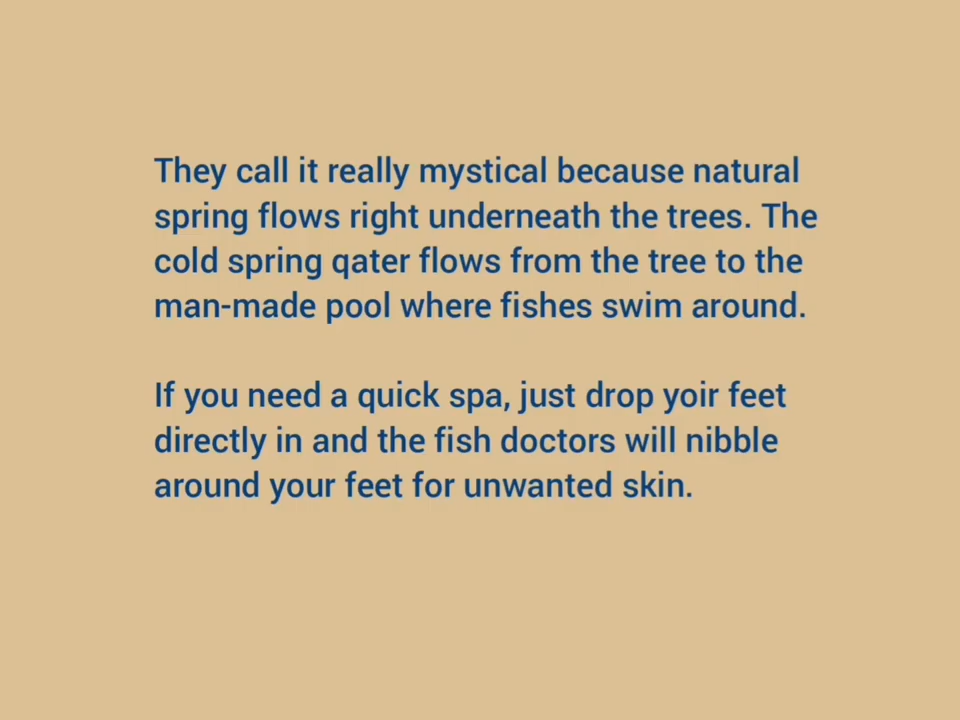 They call it really mystical because natural
spring flows right underneath the trees. The
cold spring qater flows from the tree to the
man-made pool where fishes swim around.
If you need a quick spa, just drop yoir feet
directly in and the fish doctors will nibble
around your feet for unwanted skin.